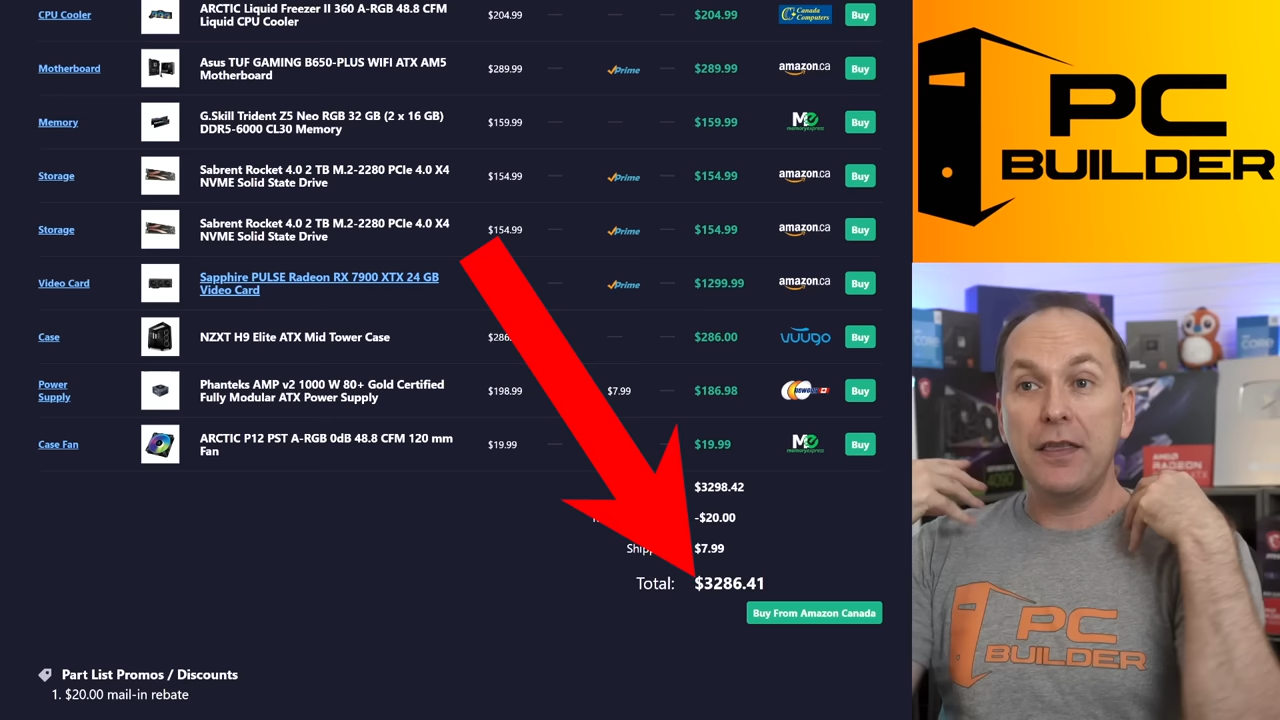 CPU Cooler
ARCTIC Liquid Freezer II 360 A-RGB 48.8 CFM
Liquid CPU Cooler
$204.99
$204.99
Canada
Computers
Buy
Motherboard
Asus TUF GAMING B650-PLUS WIFI ATX AM5
Motherboard
$289.99
Prime
$289.99
amazon.ca
Buy
Memory
G.Skill Trident Z5 Neo RGB 32 GB (2 x 16 GB)
DDR5-6000 CL30 Memory
$159.99
$159.99
memoryexpress
Buy
Storage
Sabrent Rocket 4.0 2 TB M.2-2280 PCIe 4.0 X4
NVME Solid State Drive
$154.99
Prime
$154.99
amazon.ca
Buy
Storage
Sabrent Rocket 4.0 2 TB M.2-2280 PCIe 4.0 X4
NVME Solid State Drive
$154.99
Prime
$154.99
amazon.ca
Buy
Video Card
Sapphire PULSE Radeon RX 7900 XTX 24 GB
Video Card
Prime
$1299.99
amazon.ca
Buy
Case
NZXT H9 Elite ATX Mid Tower Case
$286.
$286.00
vuugo
Buy
Power
Supply
Phanteks AMP v2 1000 W 80+ Gold Certified
Fully Modular ATX Power Supply
$198.99
$7.99
$186.98
Buy
Case Fan
ARCTIC P12 PST A-RGB 0dB 48.8 CFM 120 mm
Fan
$19.99
$19.99
memoryexpress
Buy
$3298.42
-$20.00
Shipp
$7.99
Total:
$3286.41
Buy From Amazon Canada
Part List Promos / Discounts
1. $20.00 mail-in rebate
PC
BUILDER
CORE
CORE
4090
AMD
RADEON
PC
BUILDER